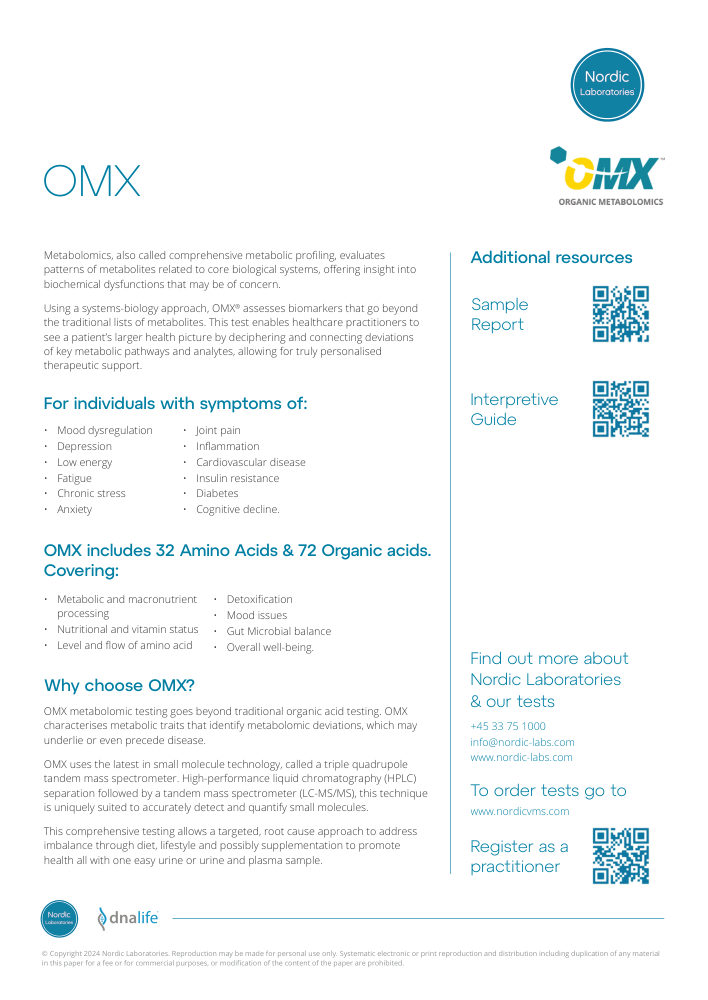 Nordic
Laboratories
OMX
OMX™
ORGANIC METABOLOMICS
Metabolomics, also called comprehensive metabolic profiling, evaluates
patterns of metabolites related to core biological systems, offering insight into
biochemical dysfunctions that may be of concern.
Using a systems-biology approach, OMX® assesses biomarkers that go beyond
the traditional lists of metabolites. This test enables healthcare practitioners to
see a patient's larger health picture by deciphering and connecting deviations
of key metabolic pathways and analytes, allowing for truly personalised
therapeutic support.
For individuals with symptoms of:
• Mood dysregulation
• Depression
• Low energy
• Fatigue
• Chronic stress
• Anxiety
• Joint pain
• Inflammation
• Cardiovascular disease
• Insulin resistance
• Diabetes
• Cognitive decline.
OMX includes 32 Amino Acids & 72 Organic acids.
Covering:
• Metabolic and macronutrient
processing
• Nutritional and vitamin status
• Level and flow of amino acid
• Detoxification
• Mood issues
• Gut Microbial balance
• Overall well-being.
Why choose OMX?
OMX metabolomic testing goes beyond traditional organic acid testing. OMX
characterises metabolic traits that identify metabolomic deviations, which may
underlie or even precede disease.
OMX uses the latest in small molecule technology, called a triple quadrupole
tandem mass spectrometer. High-performance liquid chromatography (HPLC)
separation followed by a tandem mass spectrometer (LC-MS/MS), this technique
is uniquely suited to accurately detect and quantify small molecules.
This comprehensive testing allows a targeted, root cause approach to address
imbalance through diet, lifestyle and possibly supplementation to promote
health all with one easy urine or urine and plasma sample.
Additional resources
Sample
Report
Interpretive
Guide
Find out more about
Nordic Laboratories
& our tests
+45 33 75 1000
info@nordic-labs.com
www.nordic-labs.com
To order tests go to
www.nordicvms.com
Register as a
practitioner
Nordic
Laboratories
dnalife
© Copyright 2024 Nordic Laboratories. Reproduction may be made for personal use only. Systematic electronic or print reproduction and distribution including duplication of any material
in this paper for a fee or for commercial purposes, or modification of the content of the paper are prohibited.